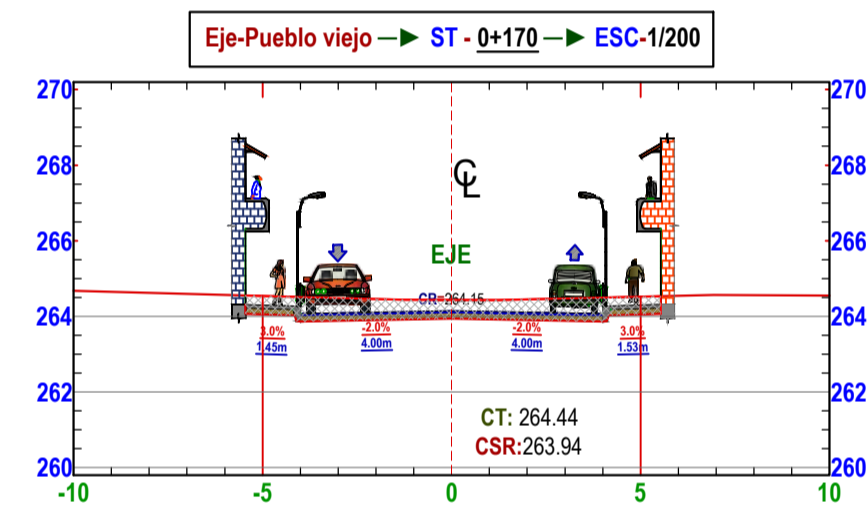 Eje-Pueblo viejo ST - 0+170 ESC-1/200
270 270
268 268
266 266
EJE
CR=264.15
264 264
3.0% -2.0% -2.0% 3.0%
1.45m 4.00m 4.00m 1.53m
262 262
CT: 264.44
CSR:263.94
260 260
-10 -5 0 5 10